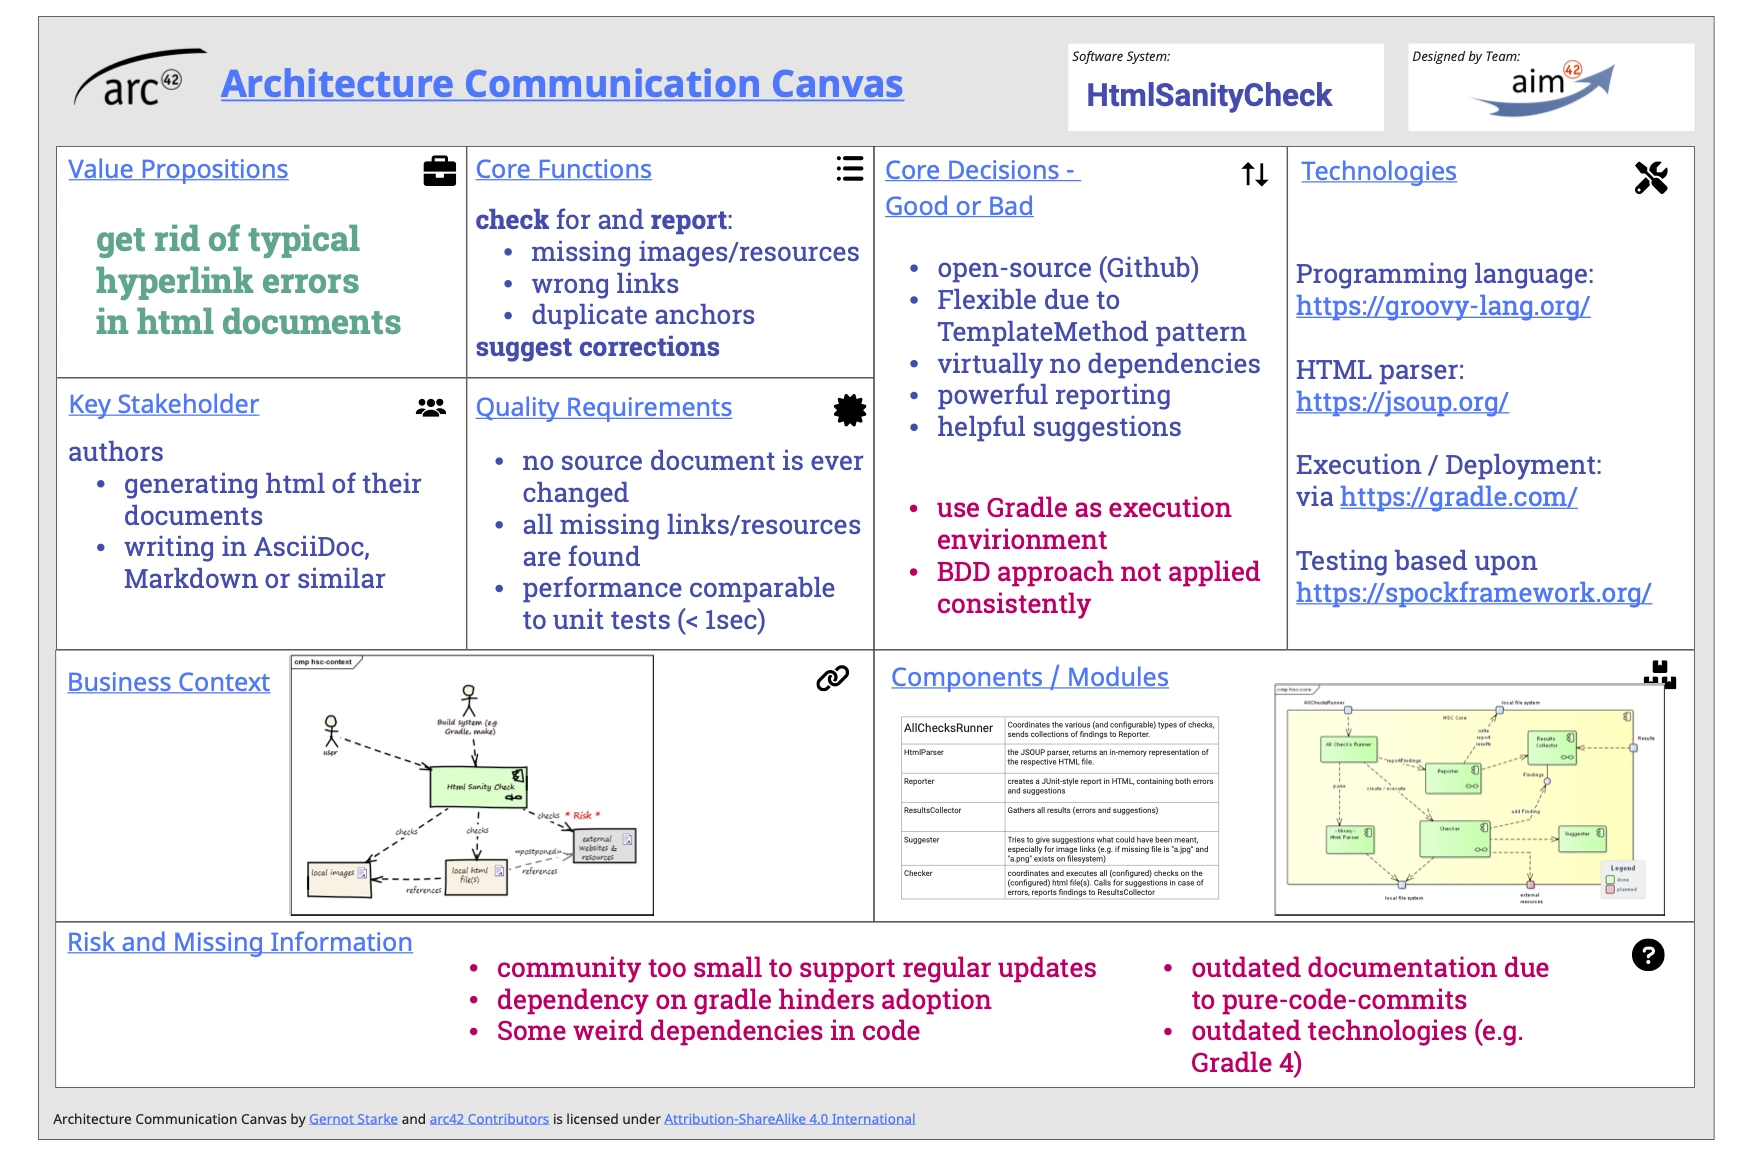 arc42
Architecture Communication Canvas
Software System:
HtmlSanityCheck
Designed by Team:
aim42
Value Propositions
get rid of typical
hyperlink errors
in html documents
Core Functions
check for and report:
• missing images/resources
• wrong links
• duplicate anchors
suggest corrections
Key Stakeholder
authors
• generating html of their
documents
• writing in AsciiDoc,
Markdown or similar
Quality Requirements
• no source document is ever
changed
• all missing links/resources
are found
• performance comparable
to unit tests (< 1sec)
Core Decisions -
Good or Bad
• open-source (Github)
• Flexible due to
TemplateMethod pattern
• virtually no dependencies
• powerful reporting
• helpful suggestions
• use Gradle as execution
envirionment
• BDD approach not applied
consistently
Technologies
Programming language:
https://groovy-lang.org/
HTML parser:
https://jsoup.org/
Execution / Deployment:
via https://gradle.com/
Testing based upon
https://spockframework.org/
Business Context
cmp hsc-context
user
Build system (e.g.
Gradle, make)
Html Sanity Check
checks
checks
checks
* Risk *
external
websites &
resources
«postponed»
references
local images
references
local html
file(s)
Components / Modules
AllChecksRunner
Coordinates the various (and configurable) types of checks,
sends collections of findings to Reporter.
HtmlParser
the JSOUP parser, returns an in-memory representation of
the respective HTML file.
Reporter
creates a JUnit-style report in HTML, containing both errors
and suggestions
ResultsCollector
Gathers all results (errors and suggestions)
Suggester
Tries to give suggestions what could have been meant,
especially for image links (e.g. if missing file is "a.jpg" and
"a.png" exists on filesystem)
Checker
coordinates and executes all (configured) checks on the
(configured) html file(s). Calls for suggestions in case of
errors, reports findings to ResultsCollector
cmp hsc-core
AllChecksRunner
local file system
HSC Core
All Checks Runner
Results
Collector
Results
Reporter
Findings
parse
create / execute
add Finding
Html Parser
Checker
Suggester
local file system
external
resources
Legend
done
planned
Risk and Missing Information
• community too small to support regular updates
• dependency on gradle hinders adoption
• Some weird dependencies in code
• outdated documentation due
to pure-code-commits
• outdated technologies (e.g.
Gradle 4)
Architecture Communication Canvas by Gernot Starke and arc42 Contributors is licensed under Attribution-ShareAlike 4.0 International